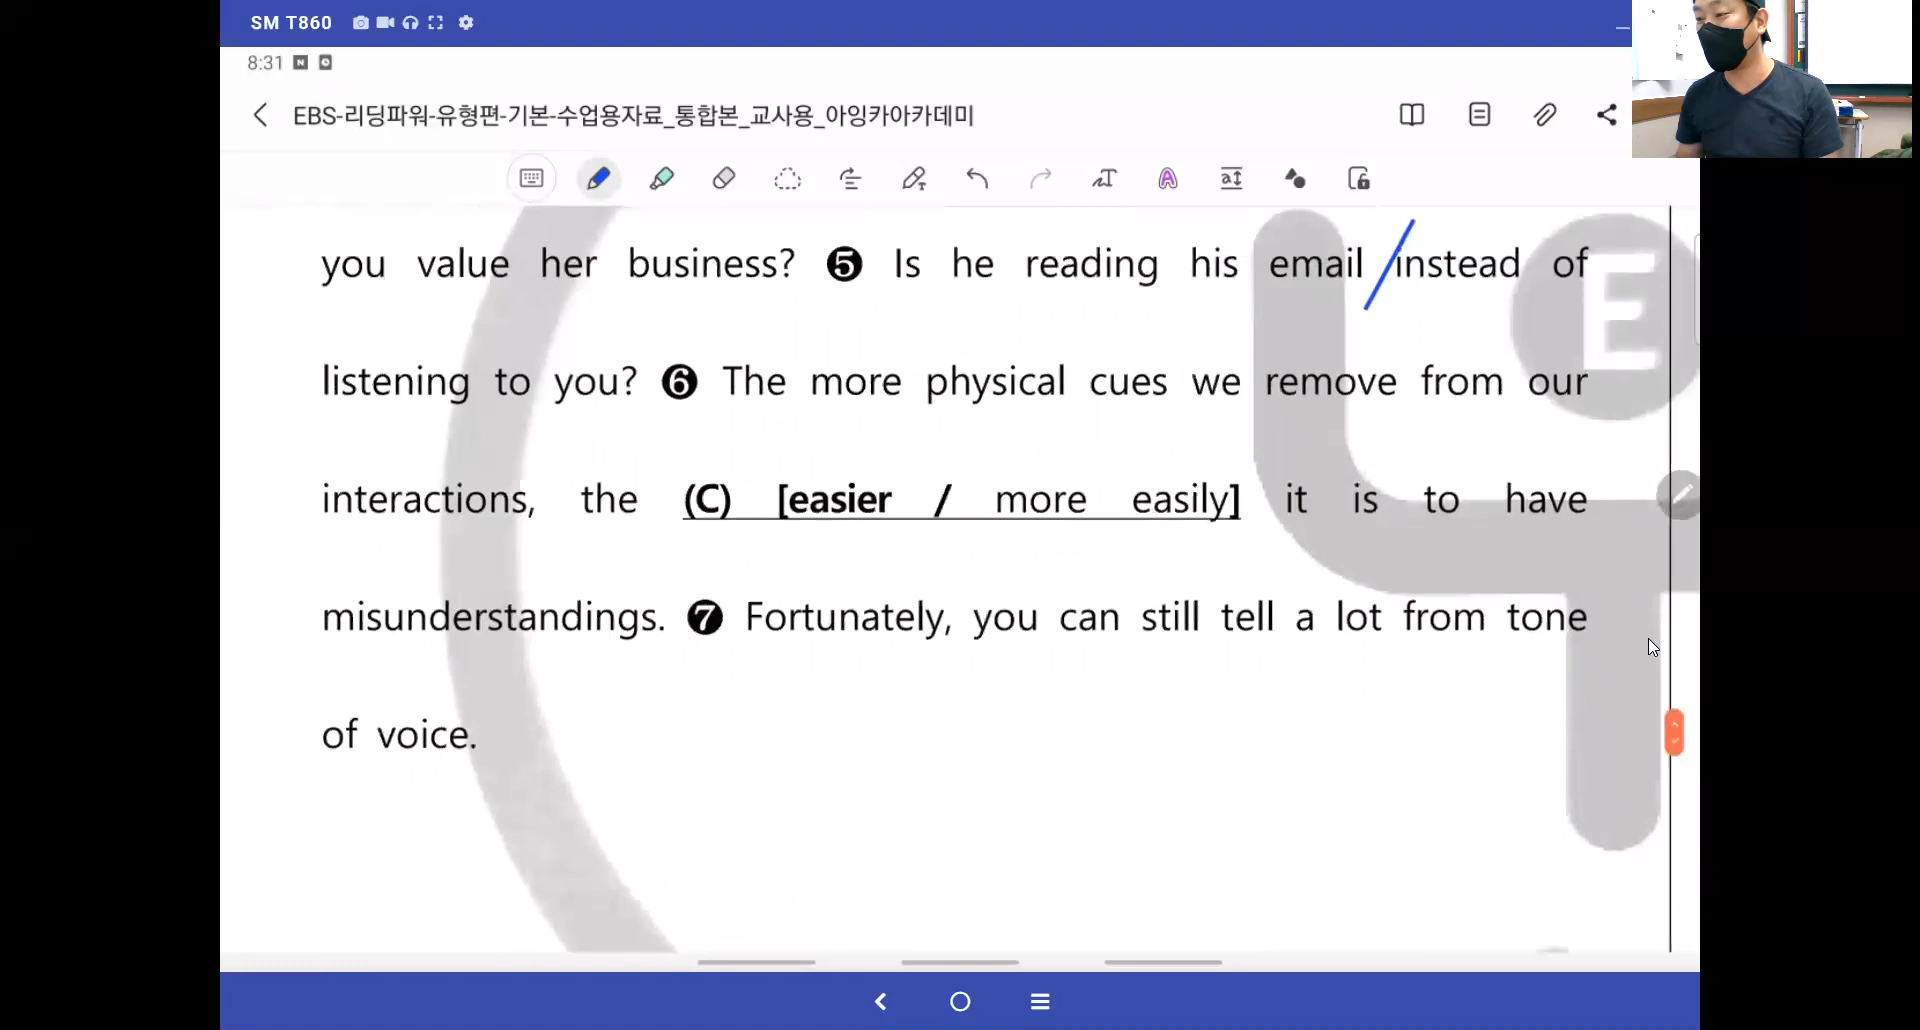 SM T860
8:31
EBS-리딩파워-유형편-기본-수업용자료_통합본_교사용_아잉카아카데미
you value her business? ❺ Is he reading his email instead of
listening to you? ❻ The more physical cues we remove from our
interactions, the (C) [easier / more easily] it is to have
misunderstandings. ❼ Fortunately, you can still tell a lot from tone
of voice.
E